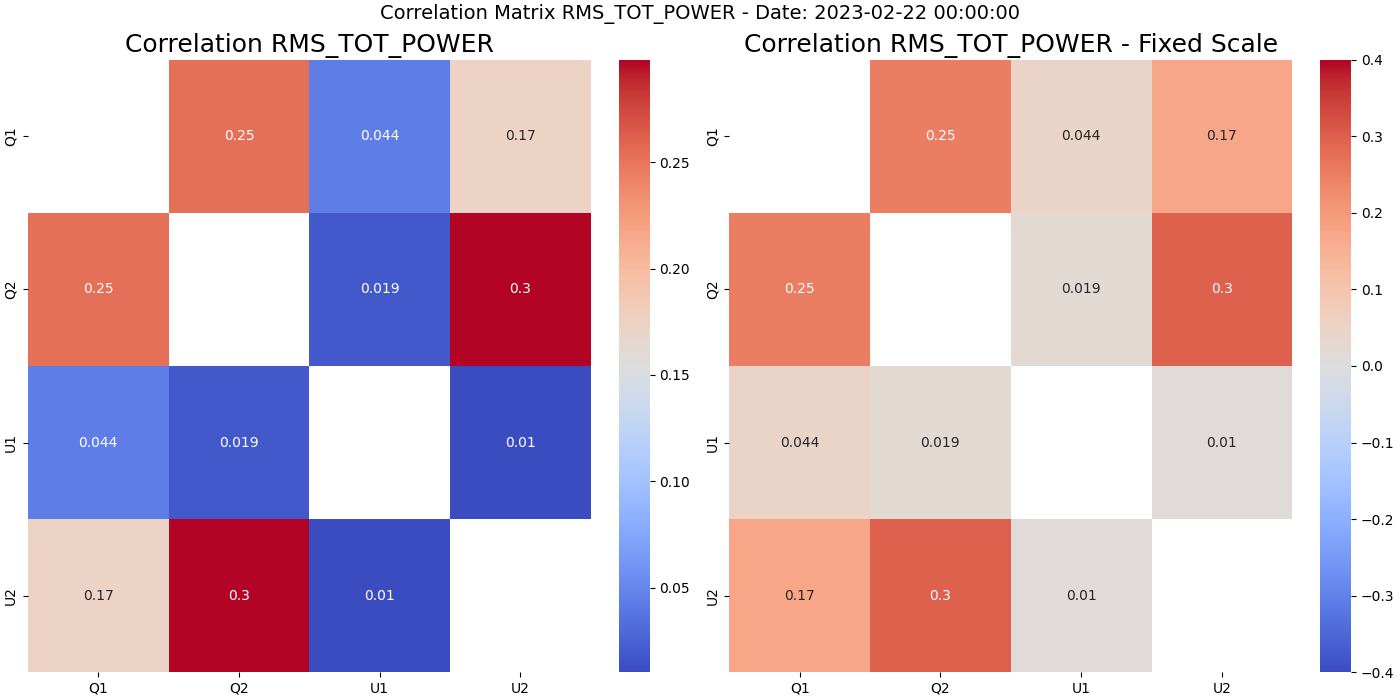 Correlation Matrix RMS_TOT_POWER - Date: 2023-02-22 00:00:00
Correlation RMS_TOT_POWER
Q1
0.25
0.044
0.17
Q2
0.25
0.019
0.3
U1
0.044
0.019
0.01
U2
0.17
0.3
0.01
Q1
Q2
U1
U2
0.25
0.20
0.15
0.10
0.05
Correlation RMS_TOT_POWER - Fixed Scale
Q1
0.25
0.044
0.17
Q2
0.25
0.019
0.3
U1
0.044
0.019
0.01
U2
0.17
0.3
0.01
Q1
Q2
U1
U2
0.4
0.3
0.2
0.1
0.0
−0.1
−0.2
−0.3
−0.4